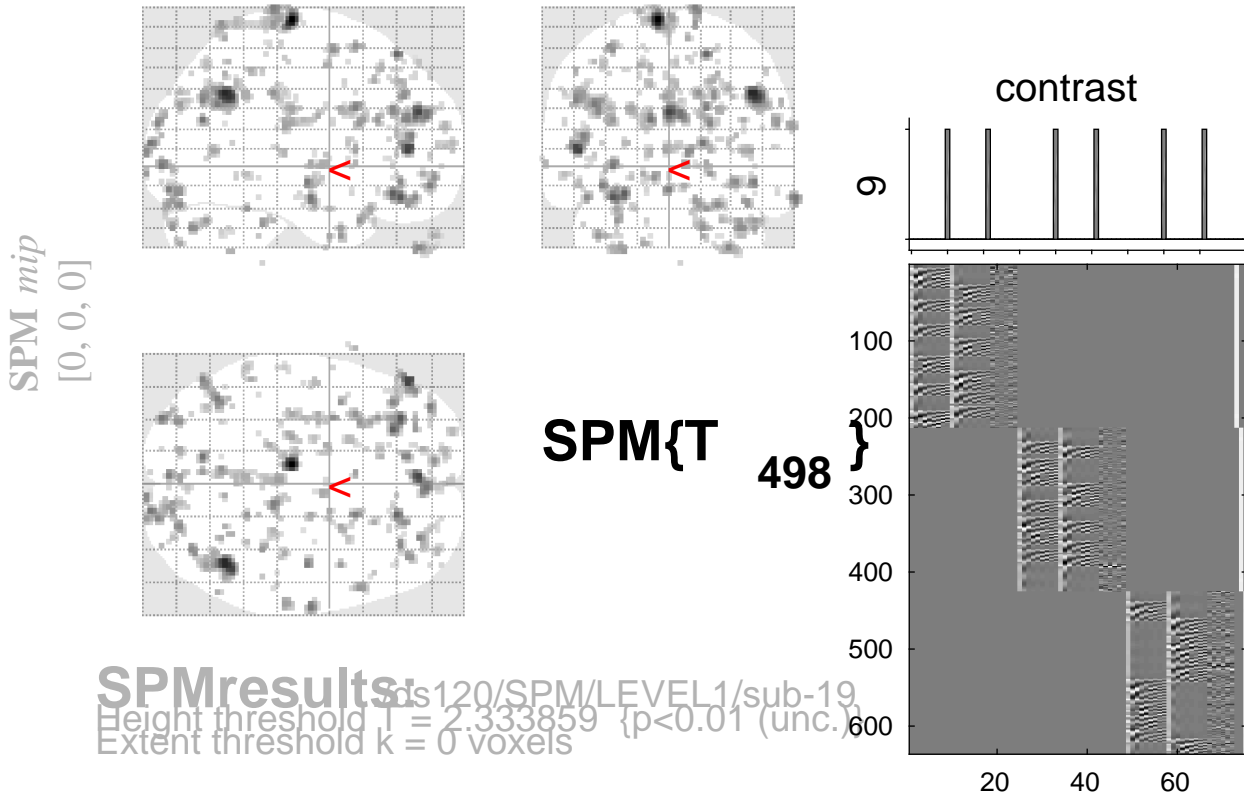 contrast
6
<
<
SPM mip
[0, 0, 0]
<
SPM{T
498
}
100
200
300
400
500
600
20
40
60
SPMresults: /ds120/SPM/LEVEL1/sub-19
Height threshold T = 2.333859 {p<0.01 (unc.)}
Extent threshold k = 0 voxels